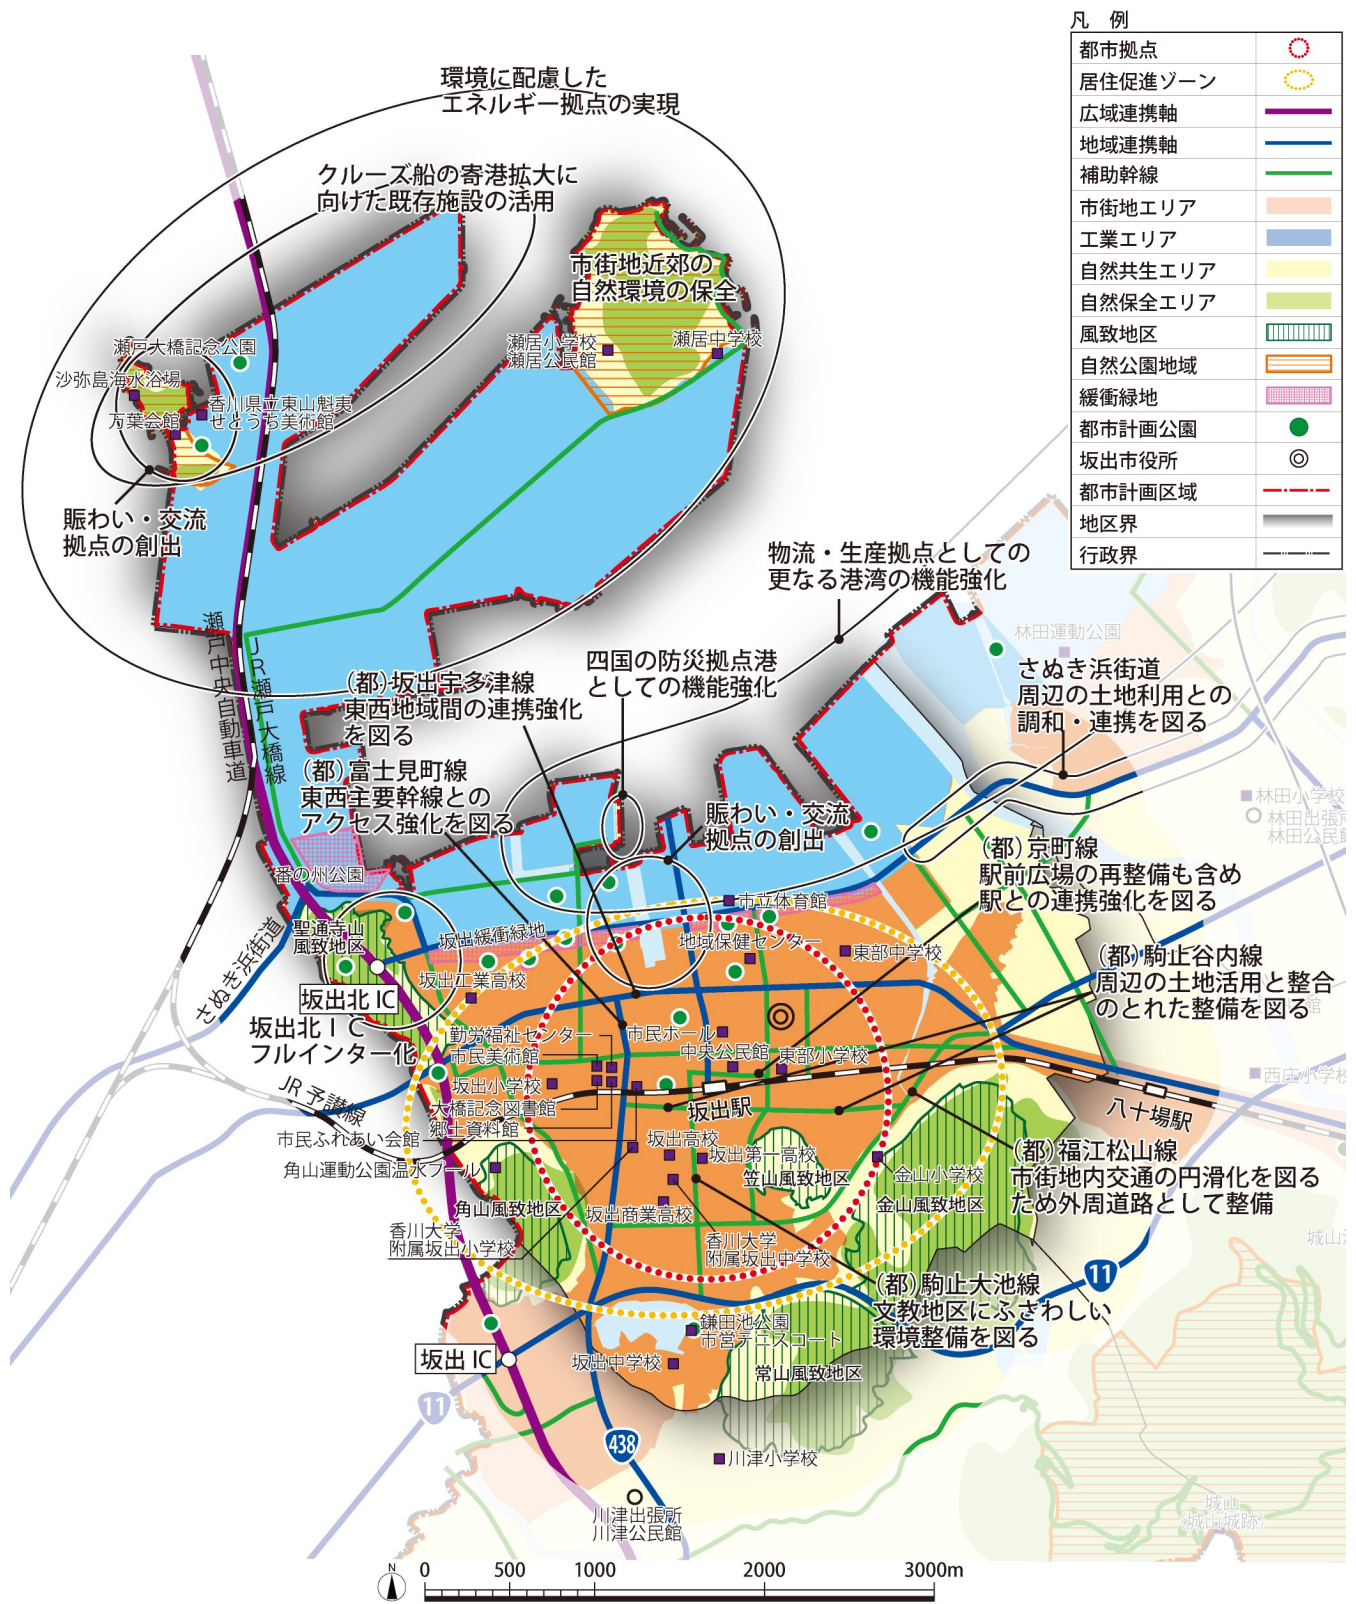 凡 例
都市拠点
居住促進ゾーン
広域連携軸
地域連携軸
補助幹線
市街地エリア
工業エリア
自然共生エリア
自然保全エリア
風致地区
自然公園地域
緩衝緑地
都市計画公園
坂出市役所
都市計画区域
地区界
行政界
環境に配慮した
エネルギー拠点の実現
クルーズ船の寄港拡大に
向けた既存施設の活用
市街地近郊の
自然環境の保全
瀬居小学校
瀬居公民館
瀬居中学校
瀬戸大橋記念公園
沙弥島海水浴場
香川県立東山魁夷
せとうち美術館
万葉会館
賑わい・交流
拠点の創出
物流・生産拠点としての
更なる港湾の機能強化
瀬戸中央自動車道
JR瀬戸大橋線
四国の防災拠点港
としての機能強化
林田運動公園
さぬき浜街道
周辺の土地利用との
調和・連携を図る
(都)坂出宇多津線
東西地域間の連携強化
を図る
(都)富士見町線
東西主要幹線との
アクセス強化を図る
賑わい・交流
拠点の創出
林田小学校
林田出張所
林田公民館
(都)京町線
駅前広場の再整備も含め
駅との連携強化を図る
番の州公園
市立体育館
聖通寺山
風致地区
坂出緩衝緑地
地域保健センター
東部中学校
さぬき浜街道
坂出工業高校
(都)駒止谷内線
周辺の土地活用と整合
のとれた整備を図る
館
坂出北 IC
坂出北ＩＣ
フルインター化
勤労福祉センター
市民美術館
市民ホール
中央公民館
東部小学校
坂出小学校
大橋記念図書館
郷土資料館
坂出駅
西庄小学校
JR 予讃線
八十場駅
市民ふれあい会館
角山運動公園温水プール
坂出高校
坂出第一高校
笠山風致地区
金山小学校
金山風致地区
(都)福江松山線
市街地内交通の円滑化を図る
ため外周道路として整備
角山風致地区
坂出商業高校
香川大学
附属坂出小学校
香川大学
附属坂出中学校
城山
11
(都)駒止大池線
文教地区にふさわしい
環境整備を図る
鎌田池公園
市営テニスコート
坂出 IC
坂出中学校
常山風致地区
11
438
川津小学校
川津出張所
川津公民館
城山
(城山城跡)
N
0 500 1000 2000 3000m